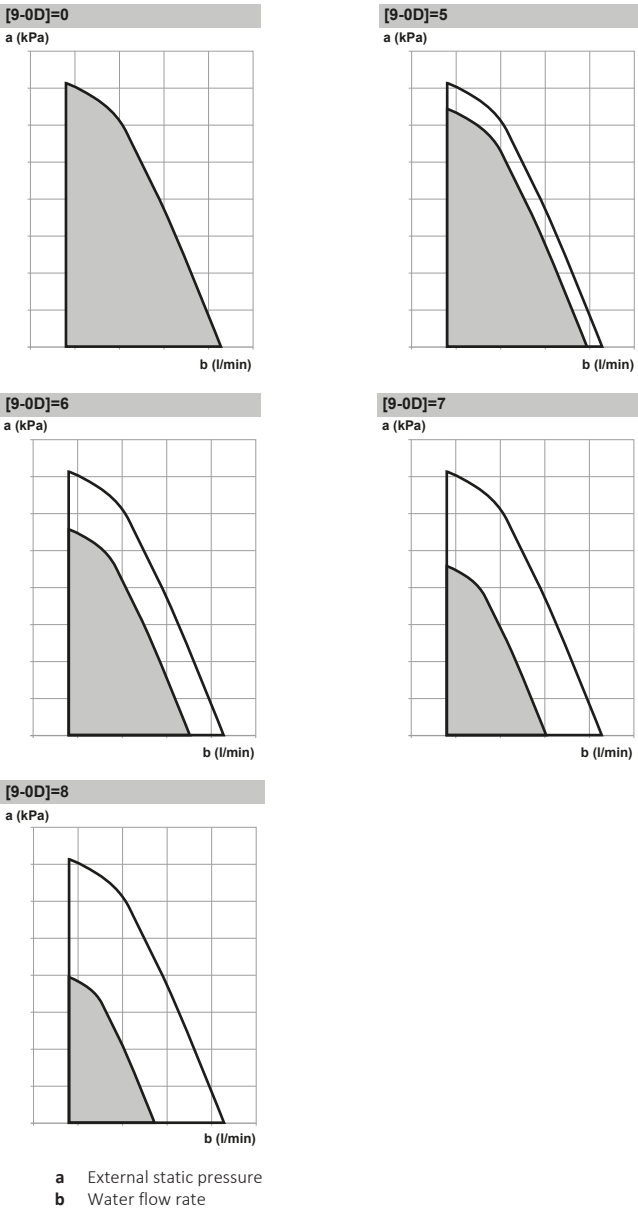 [9-0D]=0
a (kPa)
b (l/min)
[9-0D]=5
a (kPa)
b (l/min)
[9-0D]=6
a (kPa)
b (l/min)
[9-0D]=7
a (kPa)
b (l/min)
[9-0D]=8
a (kPa)
b (l/min)
a External static pressure
b Water flow rate